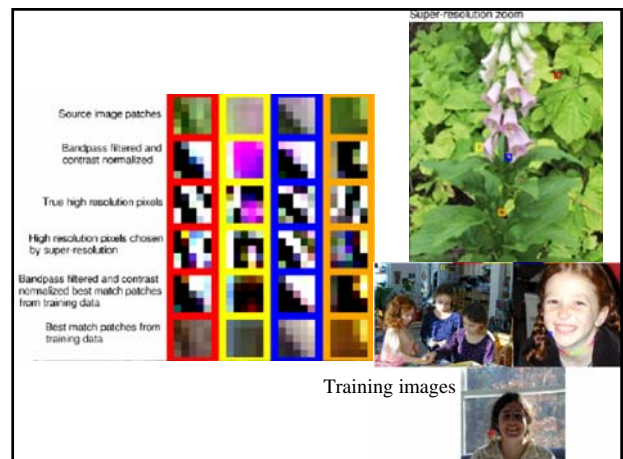 Super-resolution zoom
Source image patches
Bandpass filtered and
contrast normalized
True high resolution pixels
High resolution pixels chosen
by super-resolution
Bandpass filtered and contrast
normalized best match patches
from training data
Best match patches from
training data
Training images